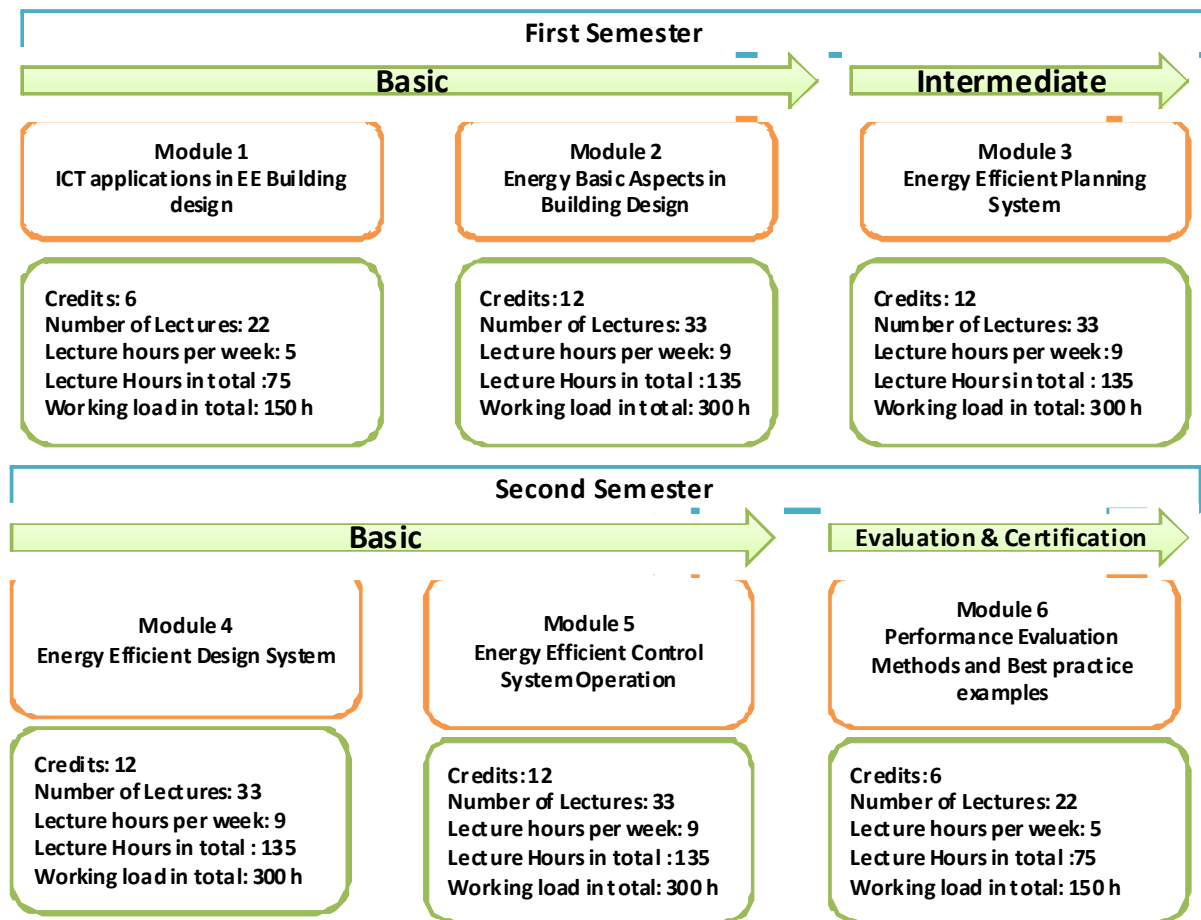 First Semester
Basic
Intermediate
Module 1
ICT applications in EE Building
design
Module 2
Energy Basic Aspects in
Building Design
Module 3
Energy Efficient Planning
System
Credits: 6
Number of Lectures: 22
Lecture hours per week: 5
Lecture Hours in total :75
Working load in total: 150 h
Credits: 12
Number of Lectures: 33
Lecture hours per week: 9
Lecture Hours in total :135
Working load in total: 300 h
Credits: 12
Number of Lectures: 33
Lecture hours per week :9
Lecture Hours in total : 135
Working load in total: 300 h
Second Semester
Basic
Evaluation & Certification
Module 4
Energy Efficient Design System
Module 5
Energy Efficient Control
System Operation
Module 6
Performance Evaluation
Methods and Best practice
examples
Credits: 12
Number of Lectures: 33
Lecture hours per week: 9
Lecture Hours in total : 135
Working load in total: 300 h
Credits: 12
Number of Lectures: 33
Lecture hours per week: 9
Lecture Hours in total :135
Working load in total: 300 h
Credits: 6
Number of Lectures: 22
Lecture hours per week: 5
Lecture Hours in total :75
Working load in total: 150 h